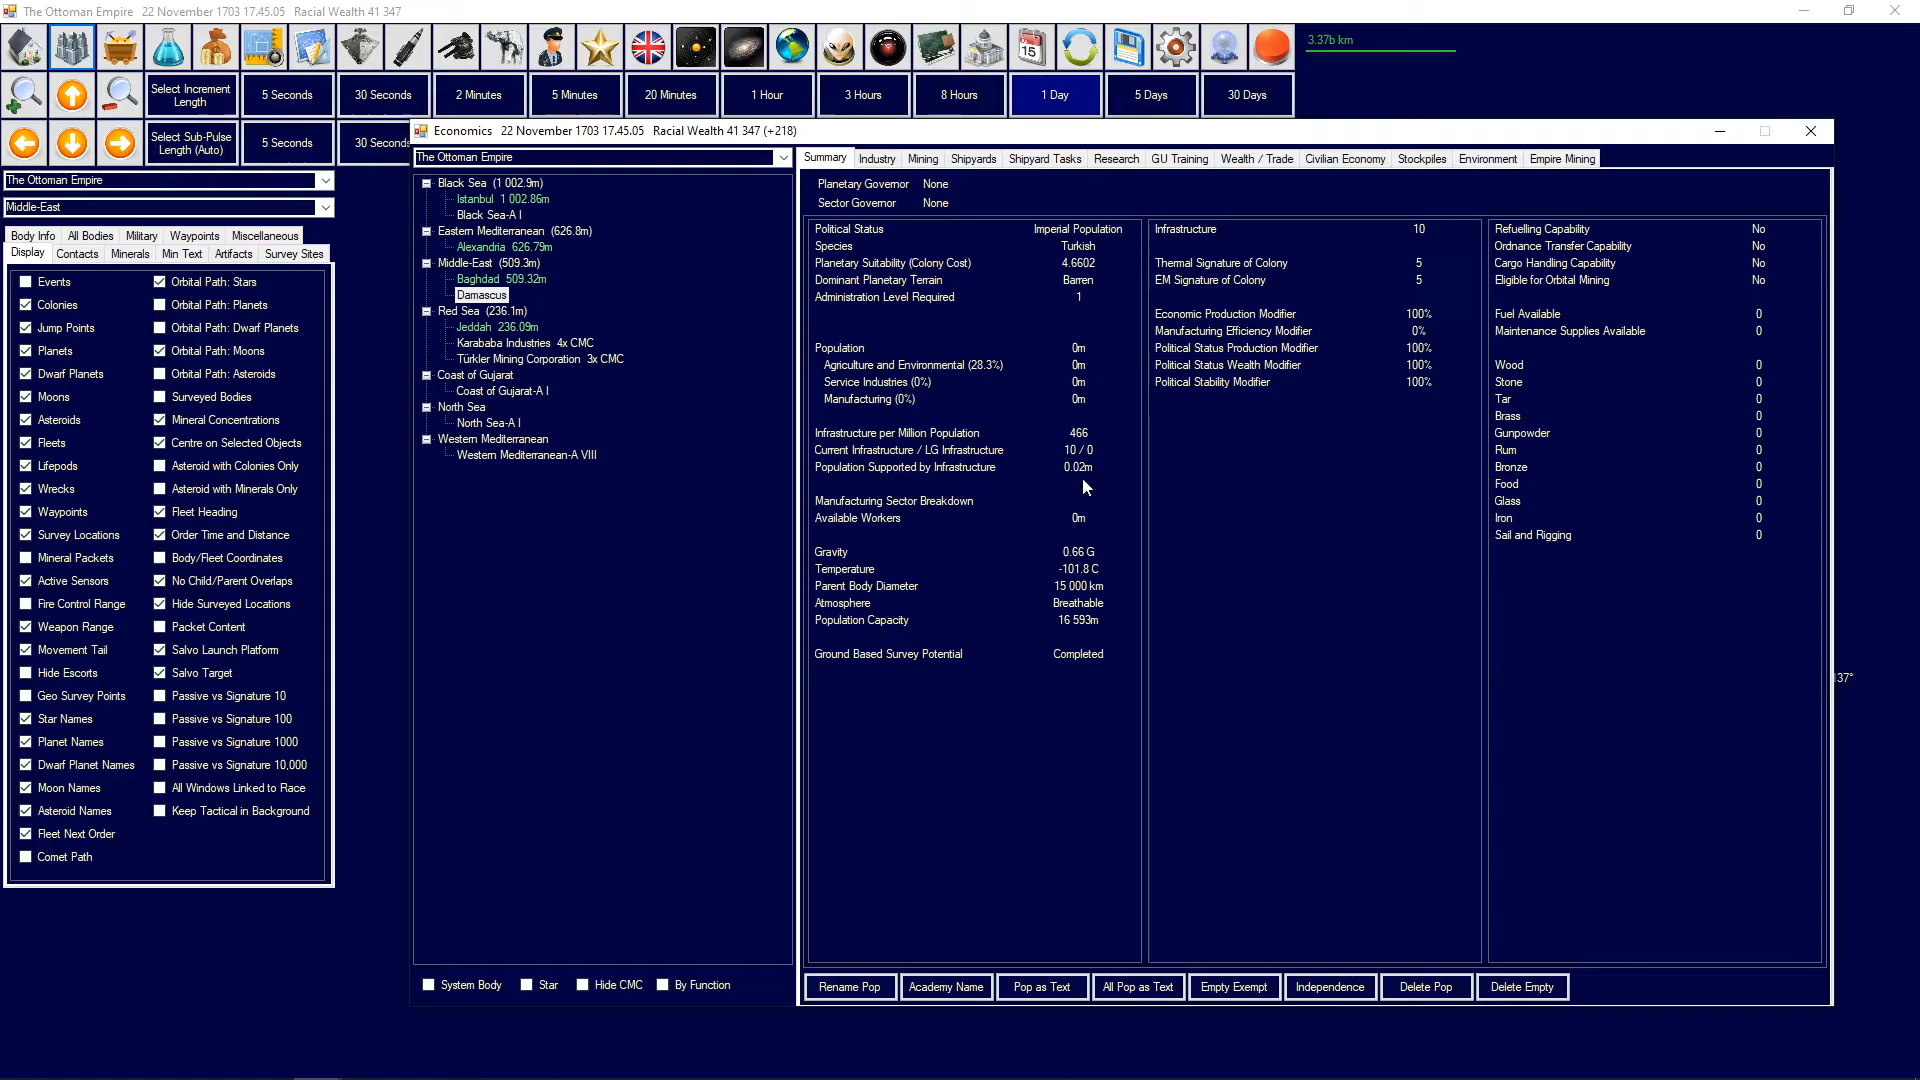 The Ottoman Empire 22 November 1703 17.45.05 Racial Wealth 41 347
3.37b km
Select Increment Length
5 Seconds
30 Seconds
2 Minutes
5 Minutes
20 Minutes
1 Hour
3 Hours
8 Hours
1 Day
5 Days
30 Days
Select Sub-Pulse Length (Auto)
5 Seconds
30 Seconds
The Ottoman Empire
Middle-East
Body Info All Bodies Military Waypoints Miscellaneous
Display Contacts Minerals Min Text Artifacts Survey Sites
Events Orbital Path: Stars
Colonies Orbital Path: Planets
Jump Points Orbital Path: Dwarf Planets
Planets Orbital Path: Moons
Dwarf Planets Orbital Path: Asteroids
Moons Surveyed Bodies
Asteroids Mineral Concentrations
Fleets Centre on Selected Objects
Lifepods Asteroid with Colonies Only
Wrecks Asteroid with Minerals Only
Waypoints Fleet Heading
Survey Locations Order Time and Distance
Mineral Packets Body/Fleet Coordinates
Active Sensors No Child/Parent Overlaps
Fire Control Range Hide Surveyed Locations
Weapon Range Packet Content
Movement Tail Salvo Launch Platform
Hide Escorts Salvo Target
Geo Survey Points Passive vs Signature 10
Star Names Passive vs Signature 100
Planet Names Passive vs Signature 1000
Dwarf Planet Names Passive vs Signature 10,000
Moon Names All Windows Linked to Race
Asteroid Names Keep Tactical in Background
Fleet Next Order
Comet Path
Economics 22 November 1703 17.45.05 Racial Wealth 41 347 (+218)
The Ottoman Empire
Black Sea (1 002.9m)
Istanbul 1 002.86m
Black Sea-A I
Eastern Mediterranean (626.8m)
Alexandria 626.79m
Middle-East (509.3m)
Baghdad 509.32m
Damascus
Red Sea (236.1m)
Jeddah 236.09m
Karababa Industries 4x CMC
Türkler Mining Corporation 3x CMC
Coast of Gujarat
Coast of Gujarat-A I
North Sea
North Sea-A I
Western Mediterranean
Western Mediterranean-A VIII
System Body Star Hide CMC By Function
Summary Industry Mining Shipyards Shipyard Tasks Research GU Training Wealth / Trade Civilian Economy Stockpiles Environment Empire Mining
Planetary Governor None
Sector Governor None
Political Status Imperial Population
Species Turkish
Planetary Suitability (Colony Cost) 4.6602
Dominant Planetary Terrain Barren
Administration Level Required 1
Population 0m
Agriculture and Environmental (28.3%) 0m
Service Industries (0%) 0m
Manufacturing (0%) 0m
Infrastructure per Million Population 466
Current Infrastructure / LG Infrastructure 10 / 0
Population Supported by Infrastructure 0.02m
Manufacturing Sector Breakdown
Available Workers 0m
Gravity 0.66 G
Temperature -101.8 C
Parent Body Diameter 15 000 km
Atmosphere Breathable
Population Capacity 16 593m
Ground Based Survey Potential Completed
Infrastructure 10
Thermal Signature of Colony 5
EM Signature of Colony 5
Economic Production Modifier 100%
Manufacturing Efficiency Modifier 0%
Political Status Production Modifier 100%
Political Status Wealth Modifier 100%
Political Stability Modifier 100%
Refuelling Capability No
Ordnance Transfer Capability No
Cargo Handling Capability No
Eligible for Orbital Mining No
Fuel Available 0
Maintenance Supplies Available 0
Wood 0
Stone 0
Tar 0
Brass 0
Gunpowder 0
Rum 0
Bronze 0
Food 0
Glass 0
Iron 0
Sail and Rigging 0
Rename Pop Academy Name Pop as Text All Pop as Text Empty Exempt Independence Delete Pop Delete Empty
37°
15